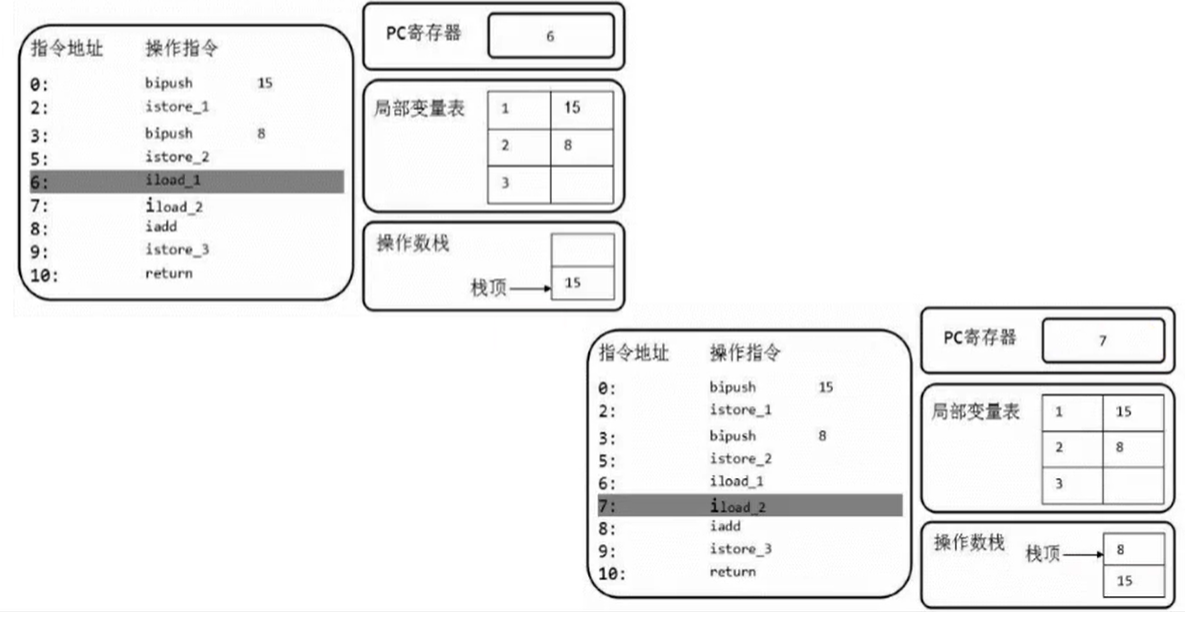 指令地址 操作指令
0: bipush 15
2: istore_1
3: bipush 8
5: istore_2
6: iload_1
7: iload_2
8: iadd
9: istore_3
10: return
PC寄存器 6
局部变量表 1 15
2 8
3
操作数栈
栈顶 15
指令地址 操作指令
0: bipush 15
2: istore_1
3: bipush 8
5: istore_2
6: iload_1
7: iload_2
8: iadd
9: istore_3
10: return
PC寄存器 7
局部变量表 1 15
2 8
3
操作数栈 栈顶 8
15